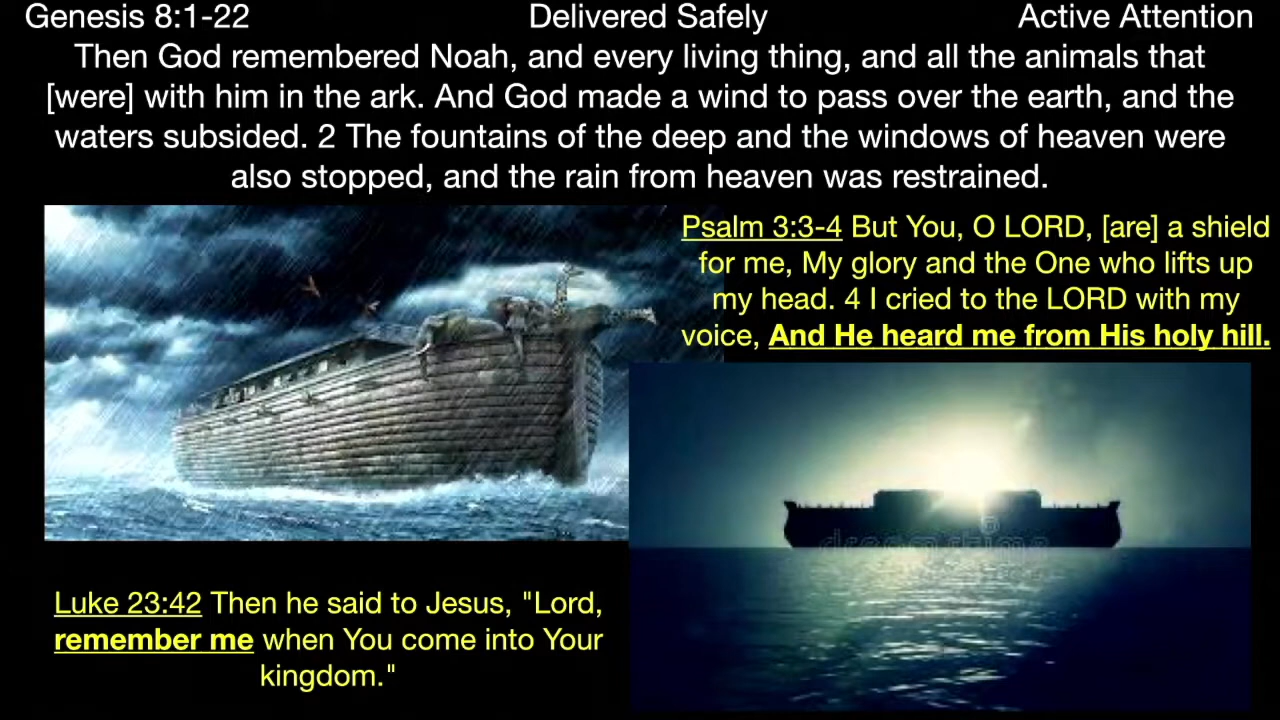 Genesis 8:1-22 Delivered Safely Active Attention
Then God remembered Noah, and every living thing, and all the animals that
[were] with him in the ark. And God made a wind to pass over the earth, and the
waters subsided. 2 The fountains of the deep and the windows of heaven were
also stopped, and the rain from heaven was restrained.
Psalm 3:3-4 But You, O LORD, [are] a shield
for me, My glory and the One who lifts up
my head. 4 I cried to the LORD with my
voice, And He heard me from His holy hill.
dreamstime
Luke 23:42 Then he said to Jesus, "Lord,
remember me when You come into Your
kingdom."